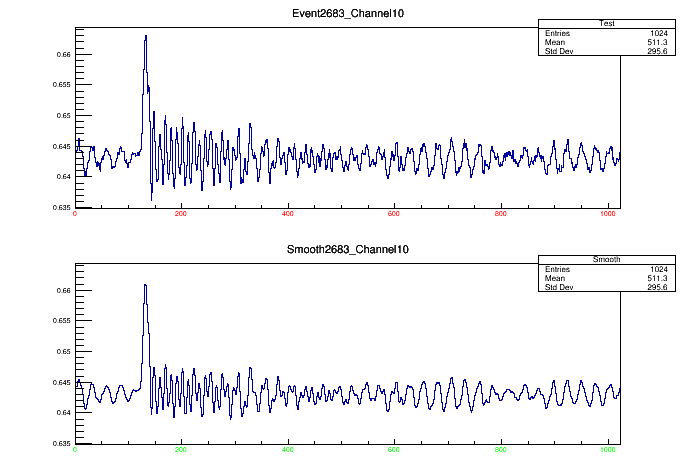 Event2683_Channel10
Test
Entries 1024
Mean 511.3
Std Dev 295.6
0.66
0.655
0.65
0.645
0.64
0.635
0 200 400 600 800 1000
Smooth2683_Channel10
Smooth
Entries 1024
Mean 511.3
Std Dev 295.6
0.66
0.655
0.65
0.645
0.64
0.635
0 200 400 600 800 1000